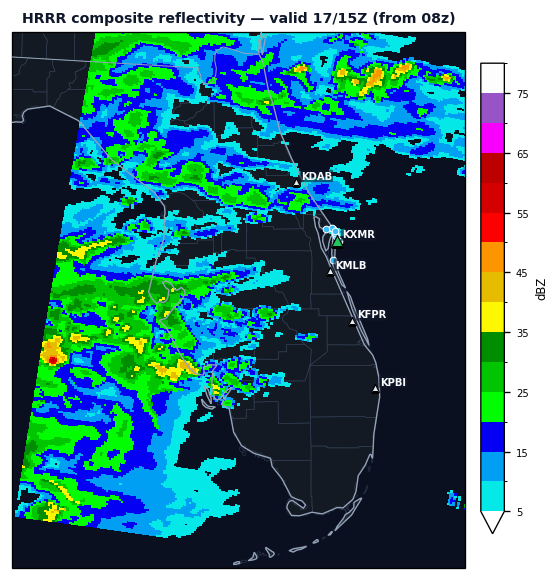 HRRR composite reflectivity — valid 17/15Z (from 08z)
KDAB
KXMR
KMLB
KFPR
KPBI
75
65
55
45
35
25
15
5
dBZ